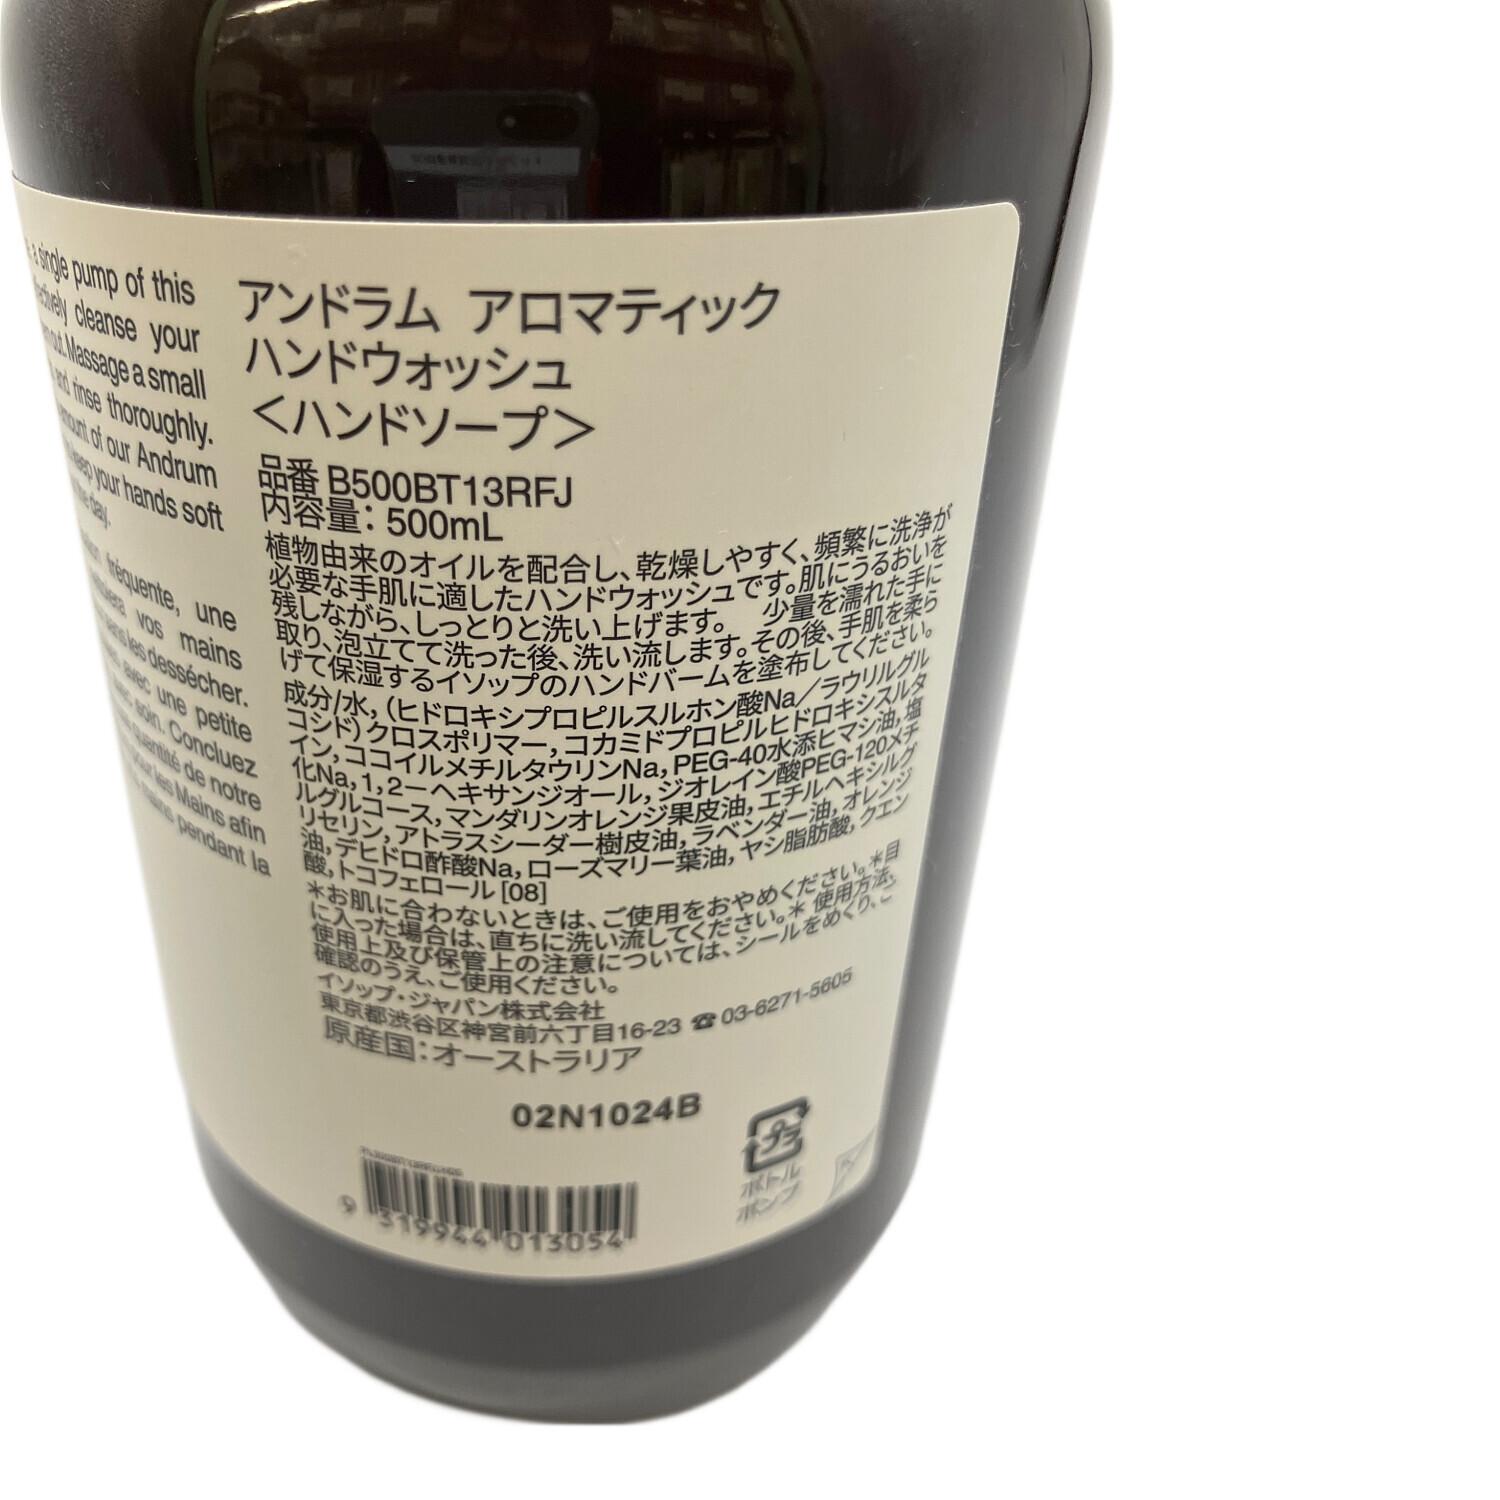 a single pump of this
cleanse your
Massage a small
and rinse thoroughly.
amount of our Andrum
keep your hands soft
the day.
fréquente, une
vos mains
sans les dessécher.
avec une petite
soin. Concluez
quantité de notre
pour les Mains afin
mains pendant la
アンドラム アロマティック
ハンドウォッシュ
＜ハンドソープ＞
品番 B500BT13RFJ
内容量：500mL
植物由来のオイルを配合し、乾燥しやすく、頻繁に洗浄が
必要な手肌に適したハンドウォッシュです。肌にうるおいを
残しながら、しっとりと洗い上げます。 少量を濡れた手に
取り、泡立てて洗った後、洗い流します。その後、手肌を柔ら
げて保湿するイソップのハンドバームを塗布してください。
成分/水,（ヒドロキシプロピルスルホン酸Na／ラウリルグル
コシド）クロスポリマー, コカミドプロピルヒドロキシスルタ
イン, ココイルメチルタウリンNa, PEG-40水添ヒマシ油, 塩
化Na, 1, 2－ヘキサンジオール, ジオレイン酸PEG-120メチ
ルグルコース, マンダリンオレンジ果皮油, エチルヘキシルグ
リセリン, アトラスシーダー樹皮油, ラベンダー油, オレンジ
油, デヒドロ酢酸Na, ローズマリー葉油, ヤシ脂肪酸, クエン
酸, トコフェロール [08]
＊お肌に合わないときは、ご使用をおやめください。＊目
に入った場合は、直ちに洗い流してください。＊使用方法、
使用上及び保管上の注意については、シールをめくり、ご
確認のうえ、ご使用ください。
イソップ・ジャパン株式会社
東京都渋谷区神宮前六丁目16-23 ☎ 03-6271-5605
原産国：オーストラリア
02N1024B
プラ
ボトル
ポンプ
9 319944 013054